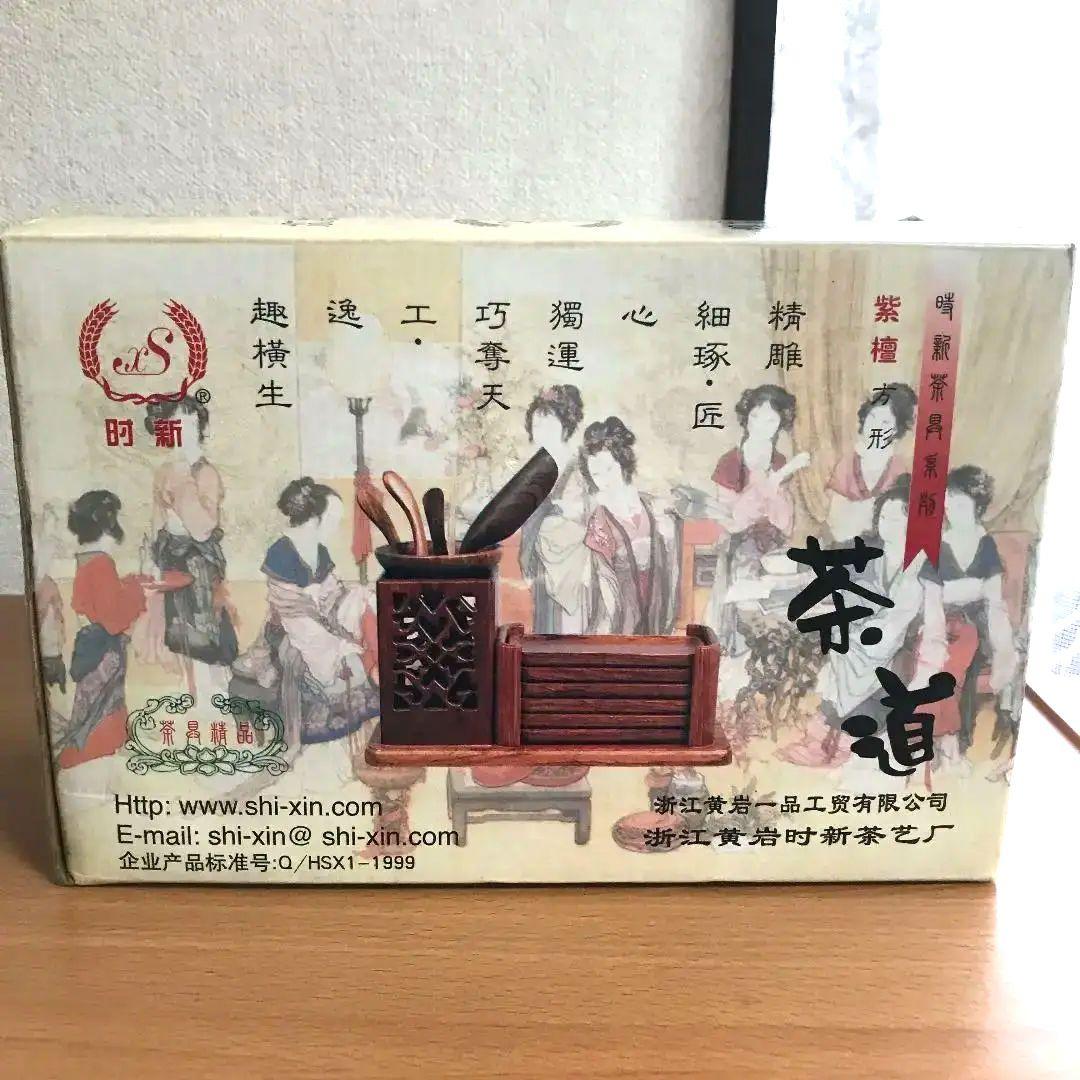 xS®
时新
精雕
细琢·匠
心
獨運
巧奪天
工·
逸
趣橫生
紫檀方形
時新茶具系列
茶道
茶具精品
Http: www.shi-xin.com
E-mail: shi-xin@ shi-xin.com
企业产品标准号:Q/HSX1-1999
浙江黄岩一品工贸有限公司
浙江黄岩时新茶艺厂